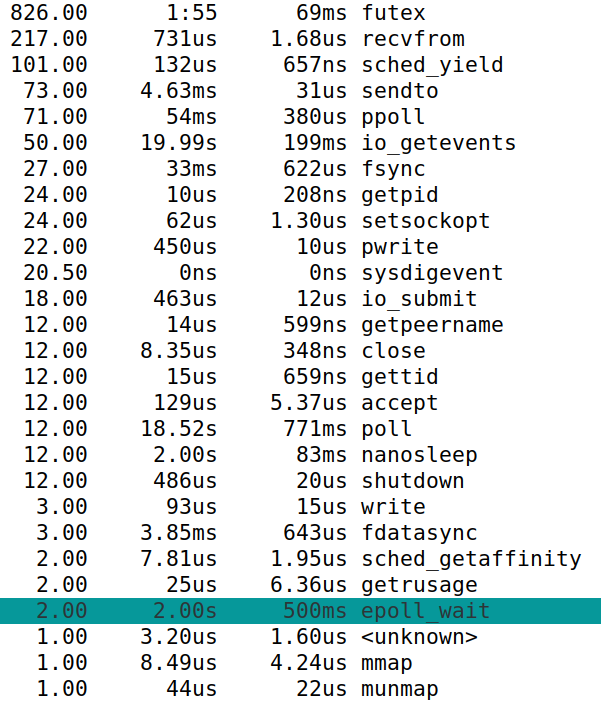 826.00 1:55 69ms futex
217.00 731us 1.68us recvfrom
101.00 132us 657ns sched_yield
73.00 4.63ms 31us sendto
71.00 54ms 380us ppoll
50.00 19.99s 199ms io_getevents
27.00 33ms 622us fsync
24.00 10us 208ns getpid
24.00 62us 1.30us setsockopt
22.00 450us 10us pwrite
20.50 0ns 0ns sysdigevent
18.00 463us 12us io_submit
12.00 14us 599ns getpeername
12.00 8.35us 348ns close
12.00 15us 659ns gettid
12.00 129us 5.37us accept
12.00 18.52s 771ms poll
12.00 2.00s 83ms nanosleep
12.00 486us 20us shutdown
3.00 93us 15us write
3.00 3.85ms 643us fdatasync
2.00 7.81us 1.95us sched_getaffinity
2.00 25us 6.36us getrusage
2.00 2.00s 500ms epoll_wait
1.00 3.20us 1.60us <unknown>
1.00 8.49us 4.24us mmap
1.00 44us 22us munmap